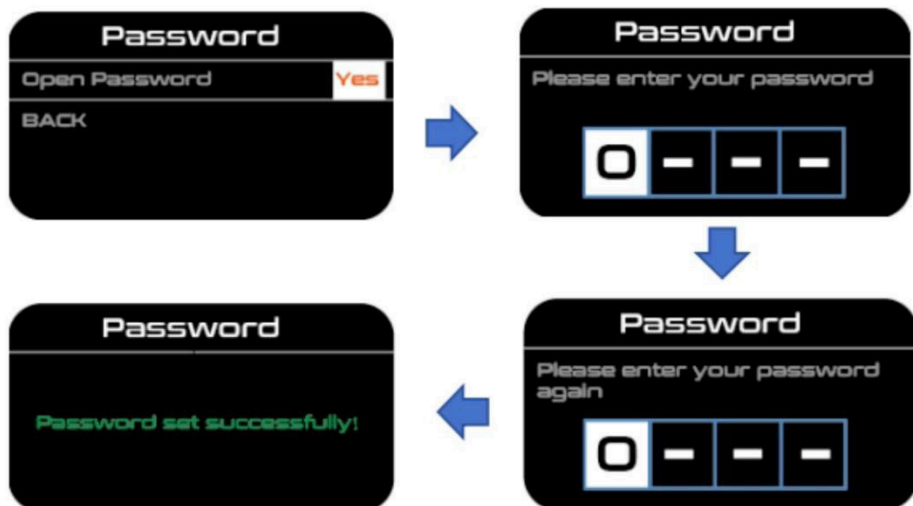 Password
Open Password Yes
BACK
Password
Please enter your password
0 - - -
Password
Please enter your password
again
0 - - -
Password
Password set successfully!